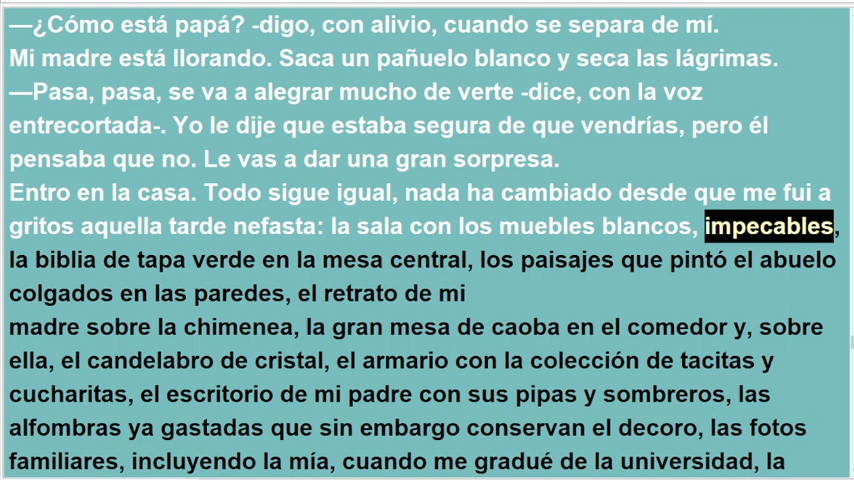 —¿Cómo está papá? -digo, con alivio, cuando se separa de mí.
Mi madre está llorando. Saca un pañuelo blanco y seca las lágrimas.
—Pasa, pasa, se va a alegrar mucho de verte -dice, con la voz
entrecortada-. Yo le dije que estaba segura de que vendrías, pero él
pensaba que no. Le vas a dar una gran sorpresa.
Entro en la casa. Todo sigue igual, nada ha cambiado desde que me fui a
gritos aquella tarde nefasta: la sala con los muebles blancos, impecables,
la biblia de tapa verde en la mesa central, los paisajes que pintó el abuelo
colgados en las paredes, el retrato de mi
madre sobre la chimenea, la gran mesa de caoba en el comedor y, sobre
ella, el candelabro de cristal, el armario con la colección de tacitas y
cucharitas, el escritorio de mi padre con sus pipas y sombreros, las
alfombras ya gastadas que sin embargo conservan el decoro, las fotos
familiares, incluyendo la mía, cuando me gradué de la universidad, la